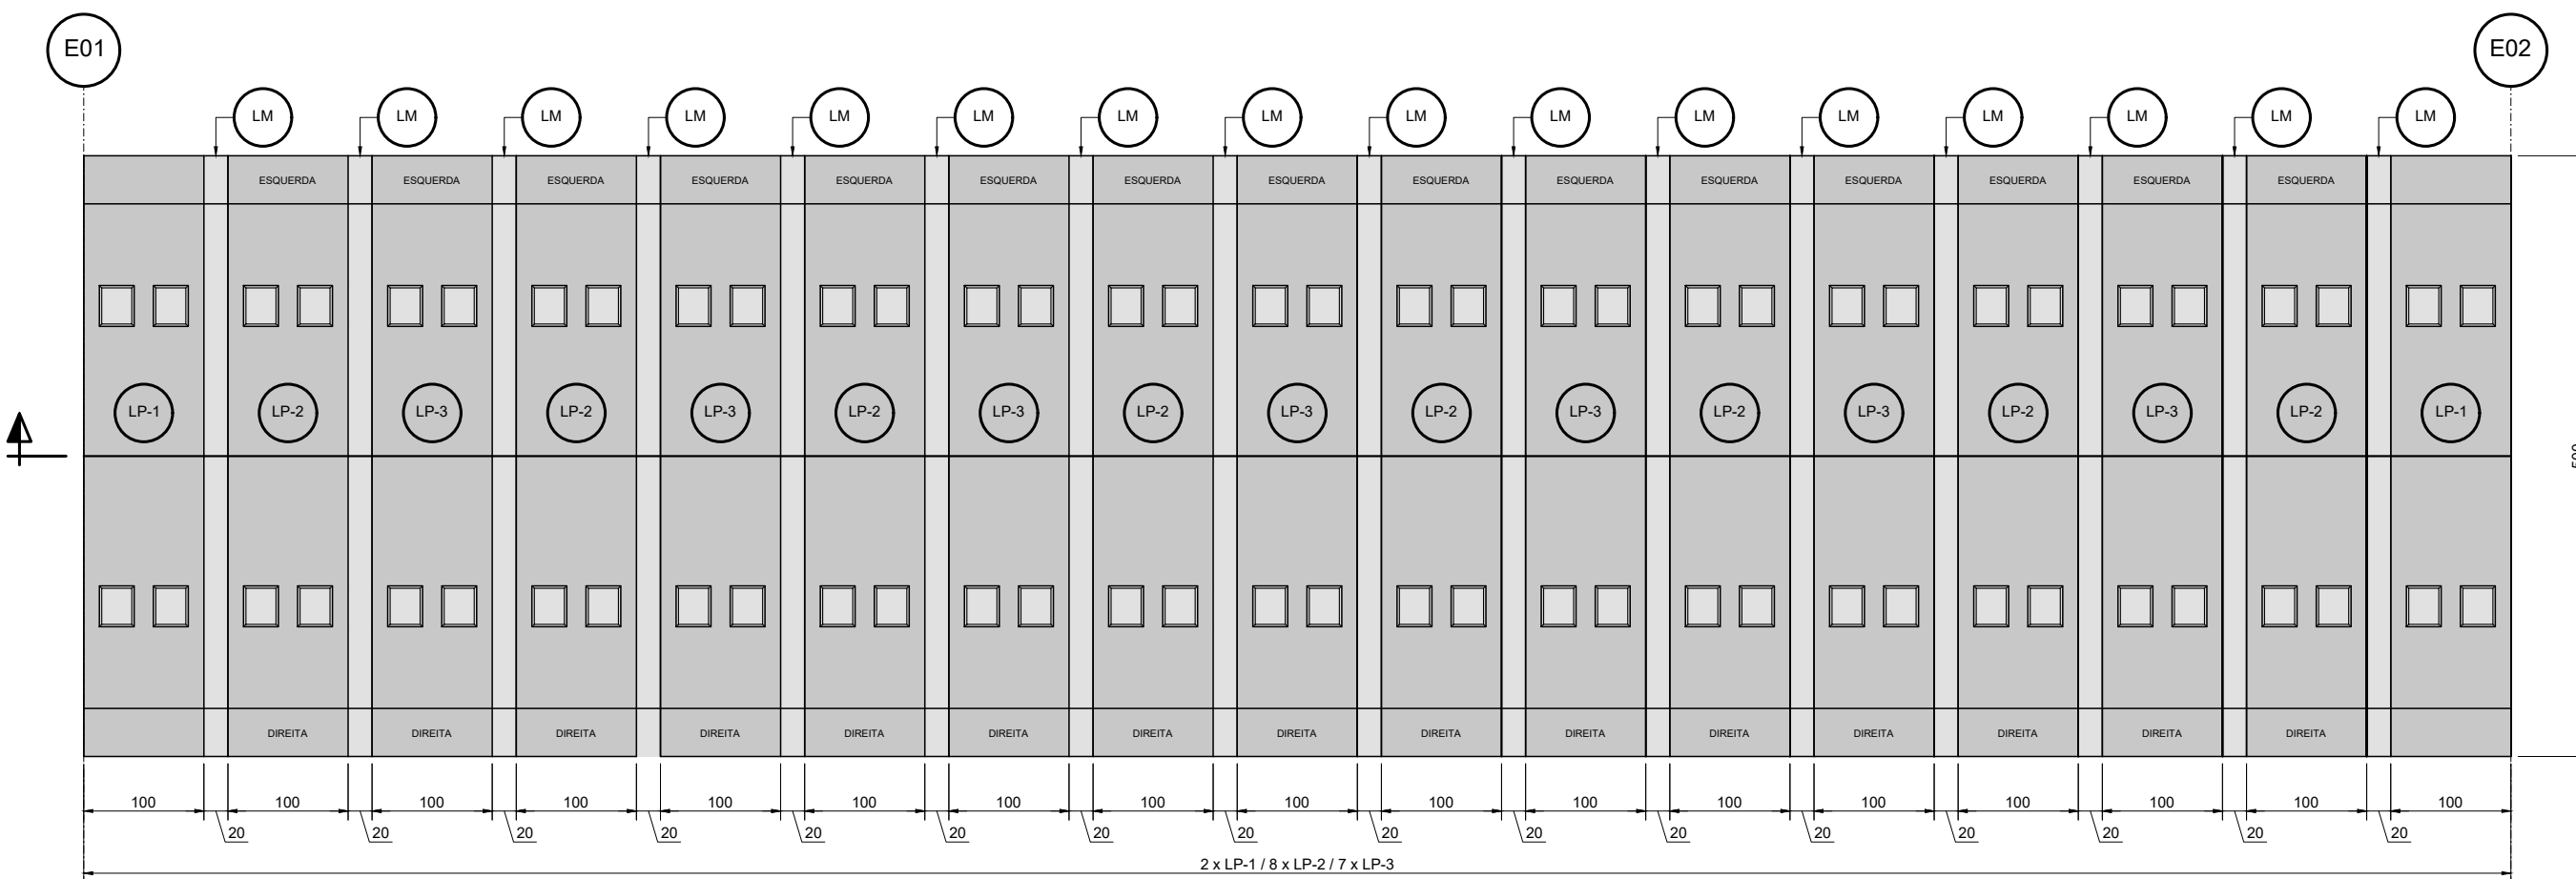 E01 E02
LM LM LM LM LM LM LM LM LM LM LM LM LM LM LM LM
ESQUERDA ESQUERDA ESQUERDA ESQUERDA ESQUERDA ESQUERDA ESQUERDA ESQUERDA ESQUERDA ESQUERDA ESQUERDA ESQUERDA ESQUERDA ESQUERDA ESQUERDA
LP-1 LP-2 LP-3 LP-2 LP-3 LP-2 LP-3 LP-2 LP-3 LP-2 LP-3 LP-2 LP-3 LP-2 LP-3 LP-2 LP-1
DIREITA DIREITA DIREITA DIREITA DIREITA DIREITA DIREITA DIREITA DIREITA DIREITA DIREITA DIREITA DIREITA DIREITA DIREITA
100 100 100 100 100 100 100 100 100 100 100 100 100 100 100 100 100
20 20 20 20 20 20 20 20 20 20 20 20 20 20 20 20
2 x LP-1 / 8 x LP-2 / 7 x LP-3